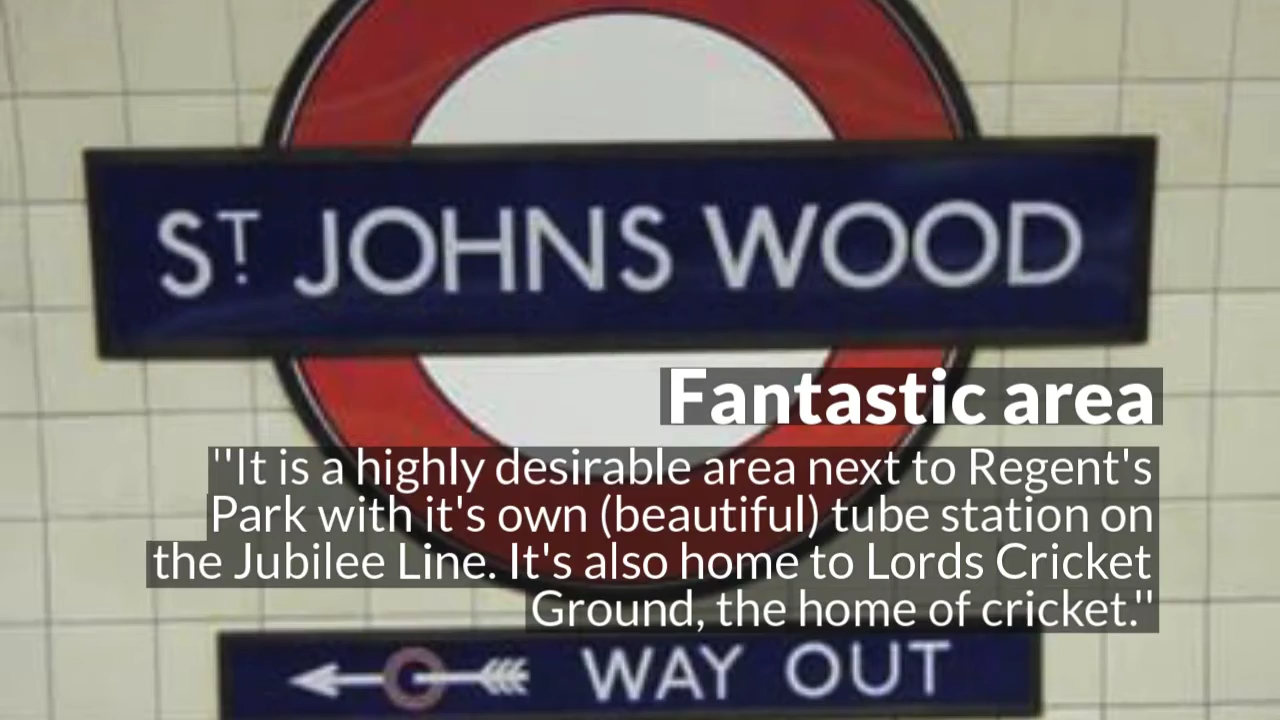 ST JOHNS WOOD
Fantastic area
"It is a highly desirable area next to Regent's
Park with it's own (beautiful) tube station on
the Jubilee Line. It's also home to Lords Cricket
Ground, the home of cricket."
WAY OUT